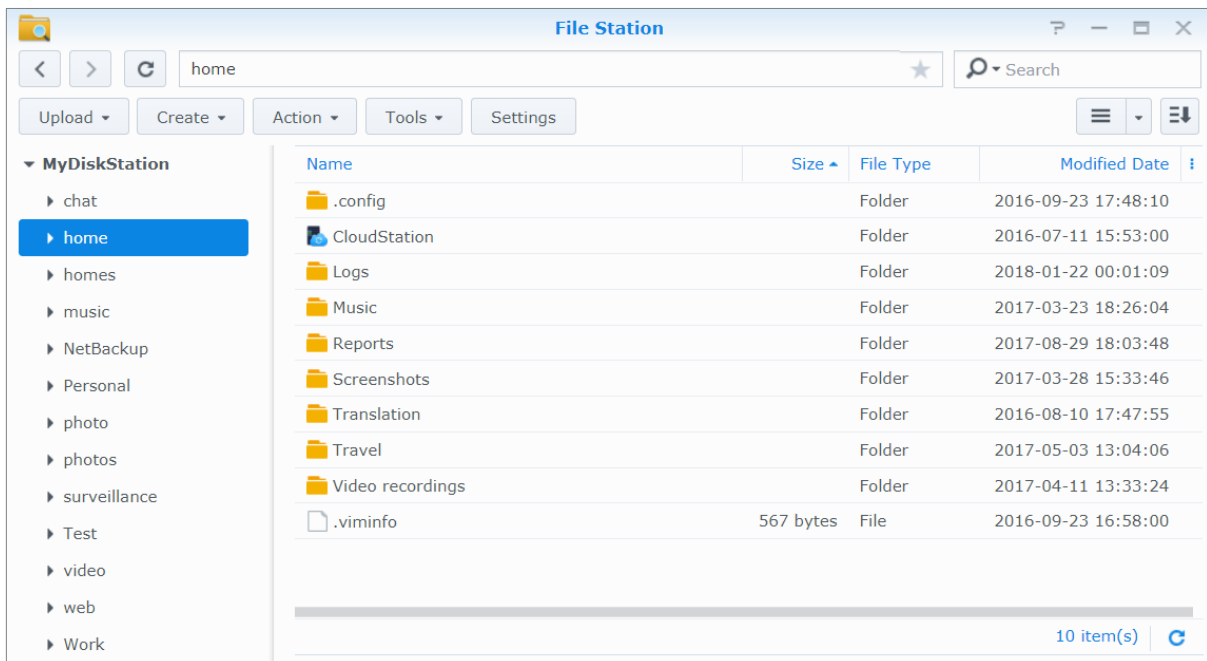 File Station
home
Search
Upload Create Action Tools Settings
MyDiskStation
chat
home
homes
music
NetBackup
Personal
photo
photos
surveillance
Test
video
web
Work
Name Size File Type Modified Date
.config Folder 2016-09-23 17:48:10
CloudStation Folder 2016-07-11 15:53:00
Logs Folder 2018-01-22 00:01:09
Music Folder 2017-03-23 18:26:04
Reports Folder 2017-08-29 18:03:48
Screenshots Folder 2017-03-28 15:33:46
Translation Folder 2016-08-10 17:47:55
Travel Folder 2017-05-03 13:04:06
Video recordings Folder 2017-04-11 13:33:24
.viminfo 567 bytes File 2016-09-23 16:58:00
10 item(s)